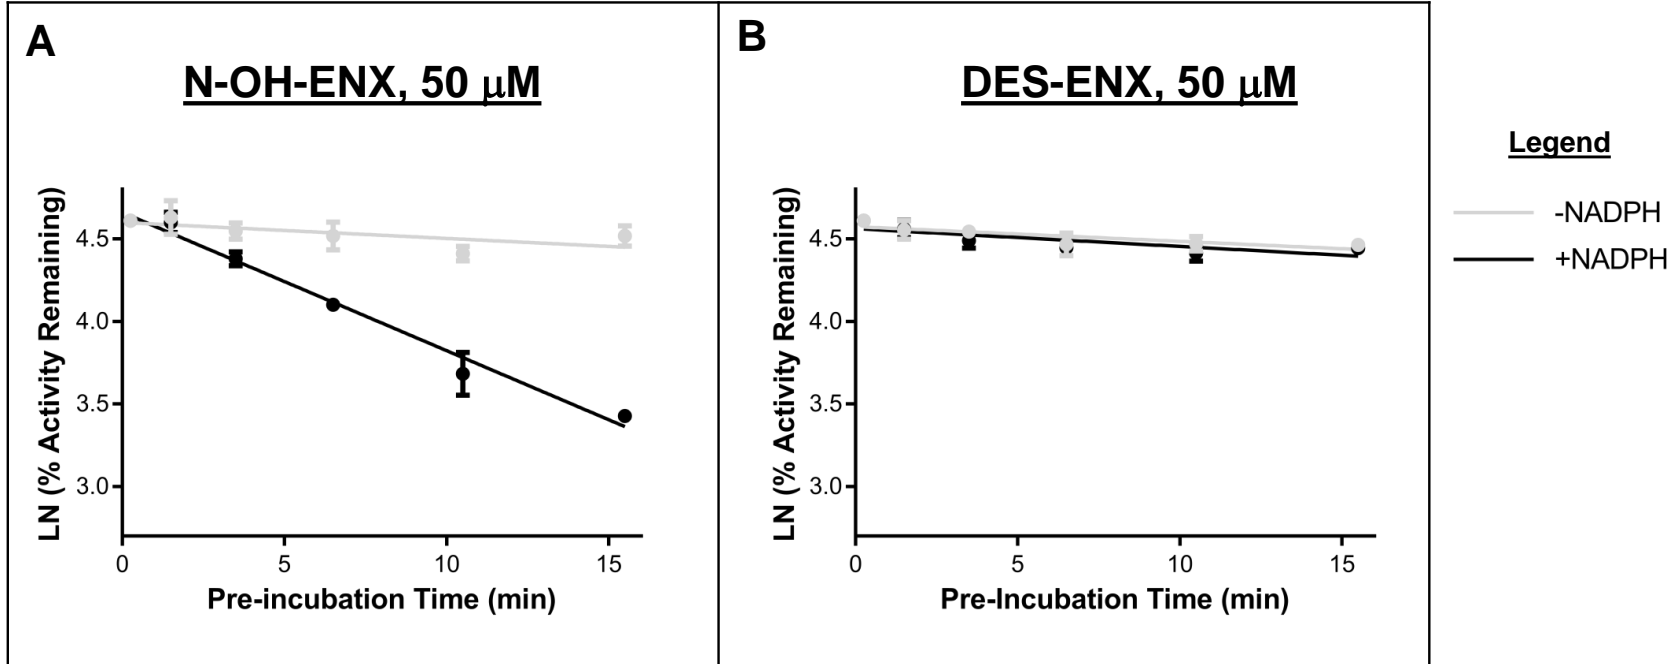 A
N-OH-ENX, 50 μM
LN (% Activity Remaining)
4.5
4.0
3.5
3.0
0
5
10
15
Pre-incubation Time (min)
B
DES-ENX, 50 μM
LN (% Activity Remaining)
4.5
4.0
3.5
3.0
0
5
10
15
Pre-Incubation Time (min)
Legend
-NADPH
+NADPH